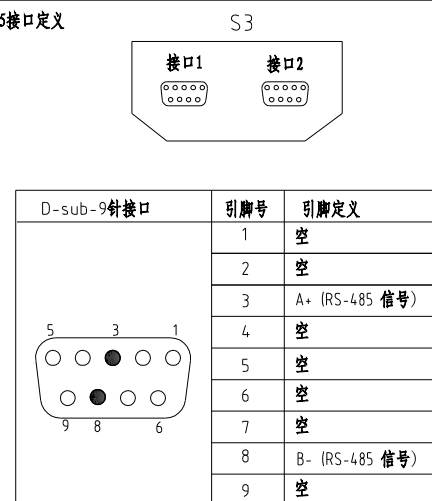 5接口定义
S3
接口1 接口2
D-sub-9针接口 引脚号 引脚定义
1 空
2 空
3 A+ (RS-485 信号)
4 空
5 空
6 空
7 空
8 B- (RS-485 信号)
9 空
5 3 1
9 8 6